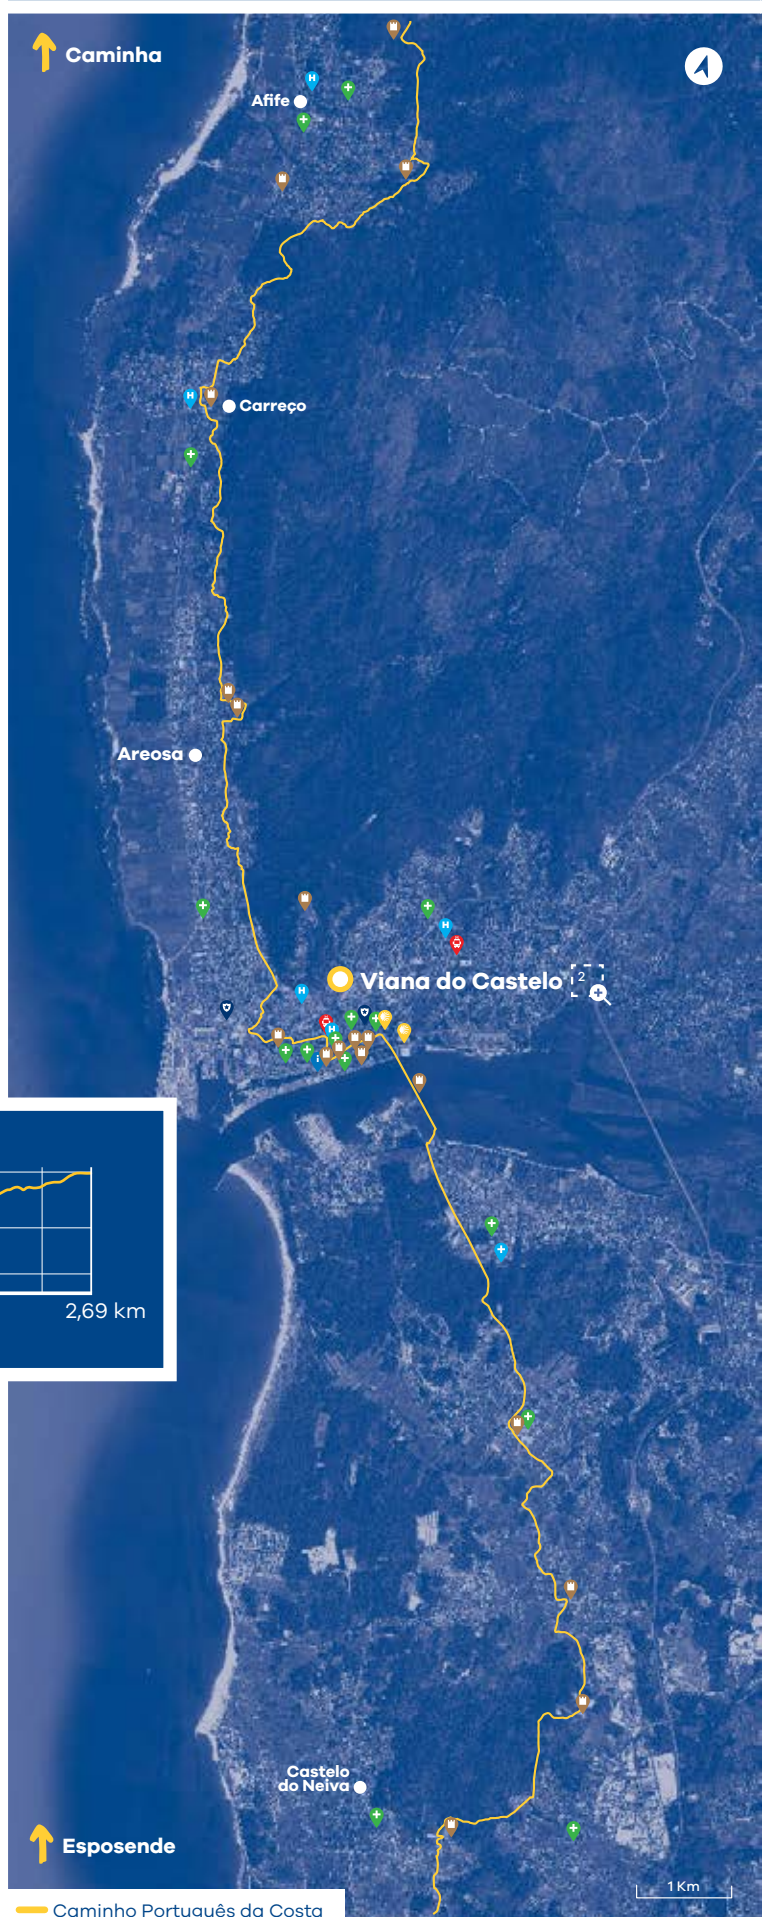 Caminha
Afife
Carreço
Areosa
Viana do Castelo
2
2,69 km
Castelo
do Neiva
Esposende
1 Km
Caminho Português da Costa